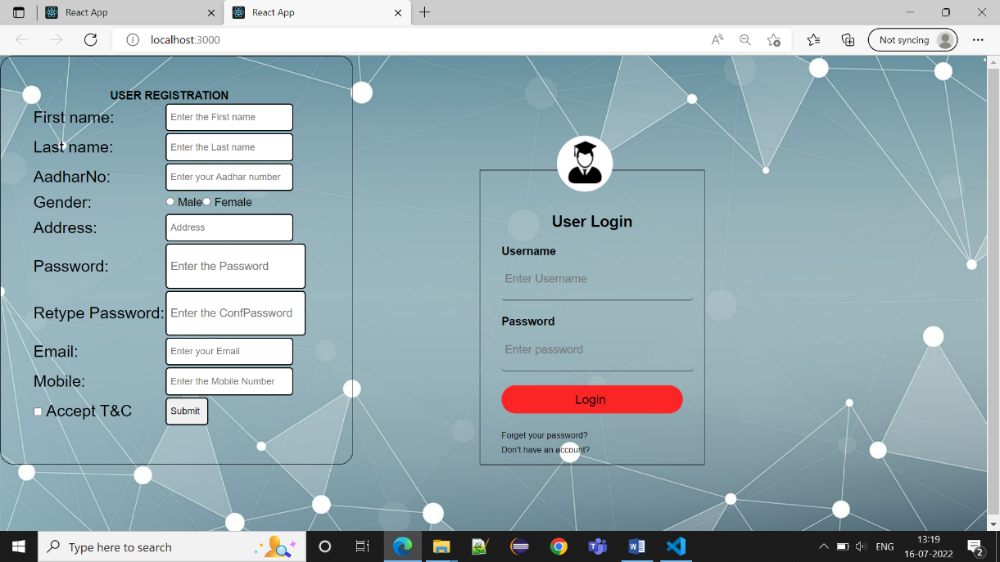 React App
React App
localhost:3000
Not syncing
USER REGISTRATION
First name: Enter the First name
Last name: Enter the Last name
AadharNo: Enter your Aadhar number
Gender: Male Female
Address: Address
Password: Enter the Password
Retype Password: Enter the ConfPassword
Email: Enter your Email
Mobile: Enter the Mobile Number
Accept T&C Submit
User Login
Username
Enter Username
Password
Enter password
Login
Forget your password?
Don't have an account?
Type here to search
ENG
13:19
16-07-2022
2